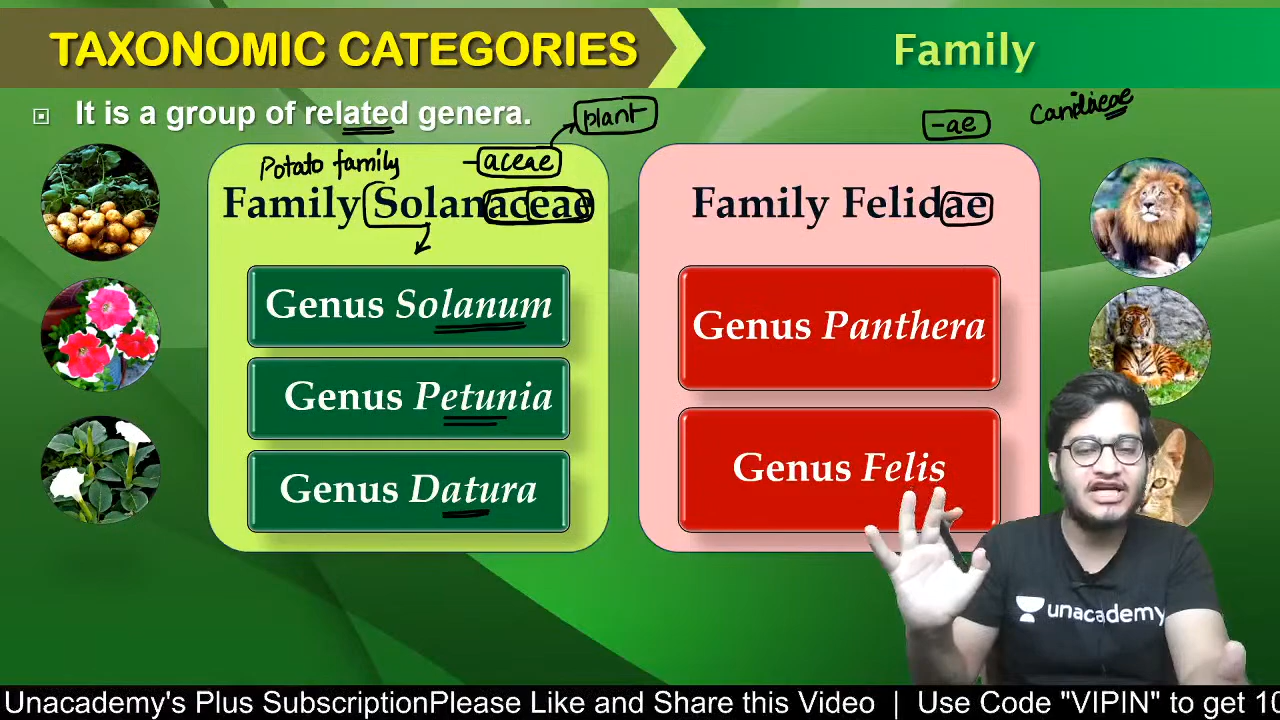 TAXONOMIC CATEGORIES
Family
It is a group of related genera.
plant
-ae
Potato family
-aceae
Family Solanaceae
Family Felidae
Genus Solanum
Genus Petunia
Genus Datura
Genus Panthera
Genus Felis
unacademy
Unacademy's Plus SubscriptionPlease Like and Share this Video | Use Code "VIPIN" to get 10